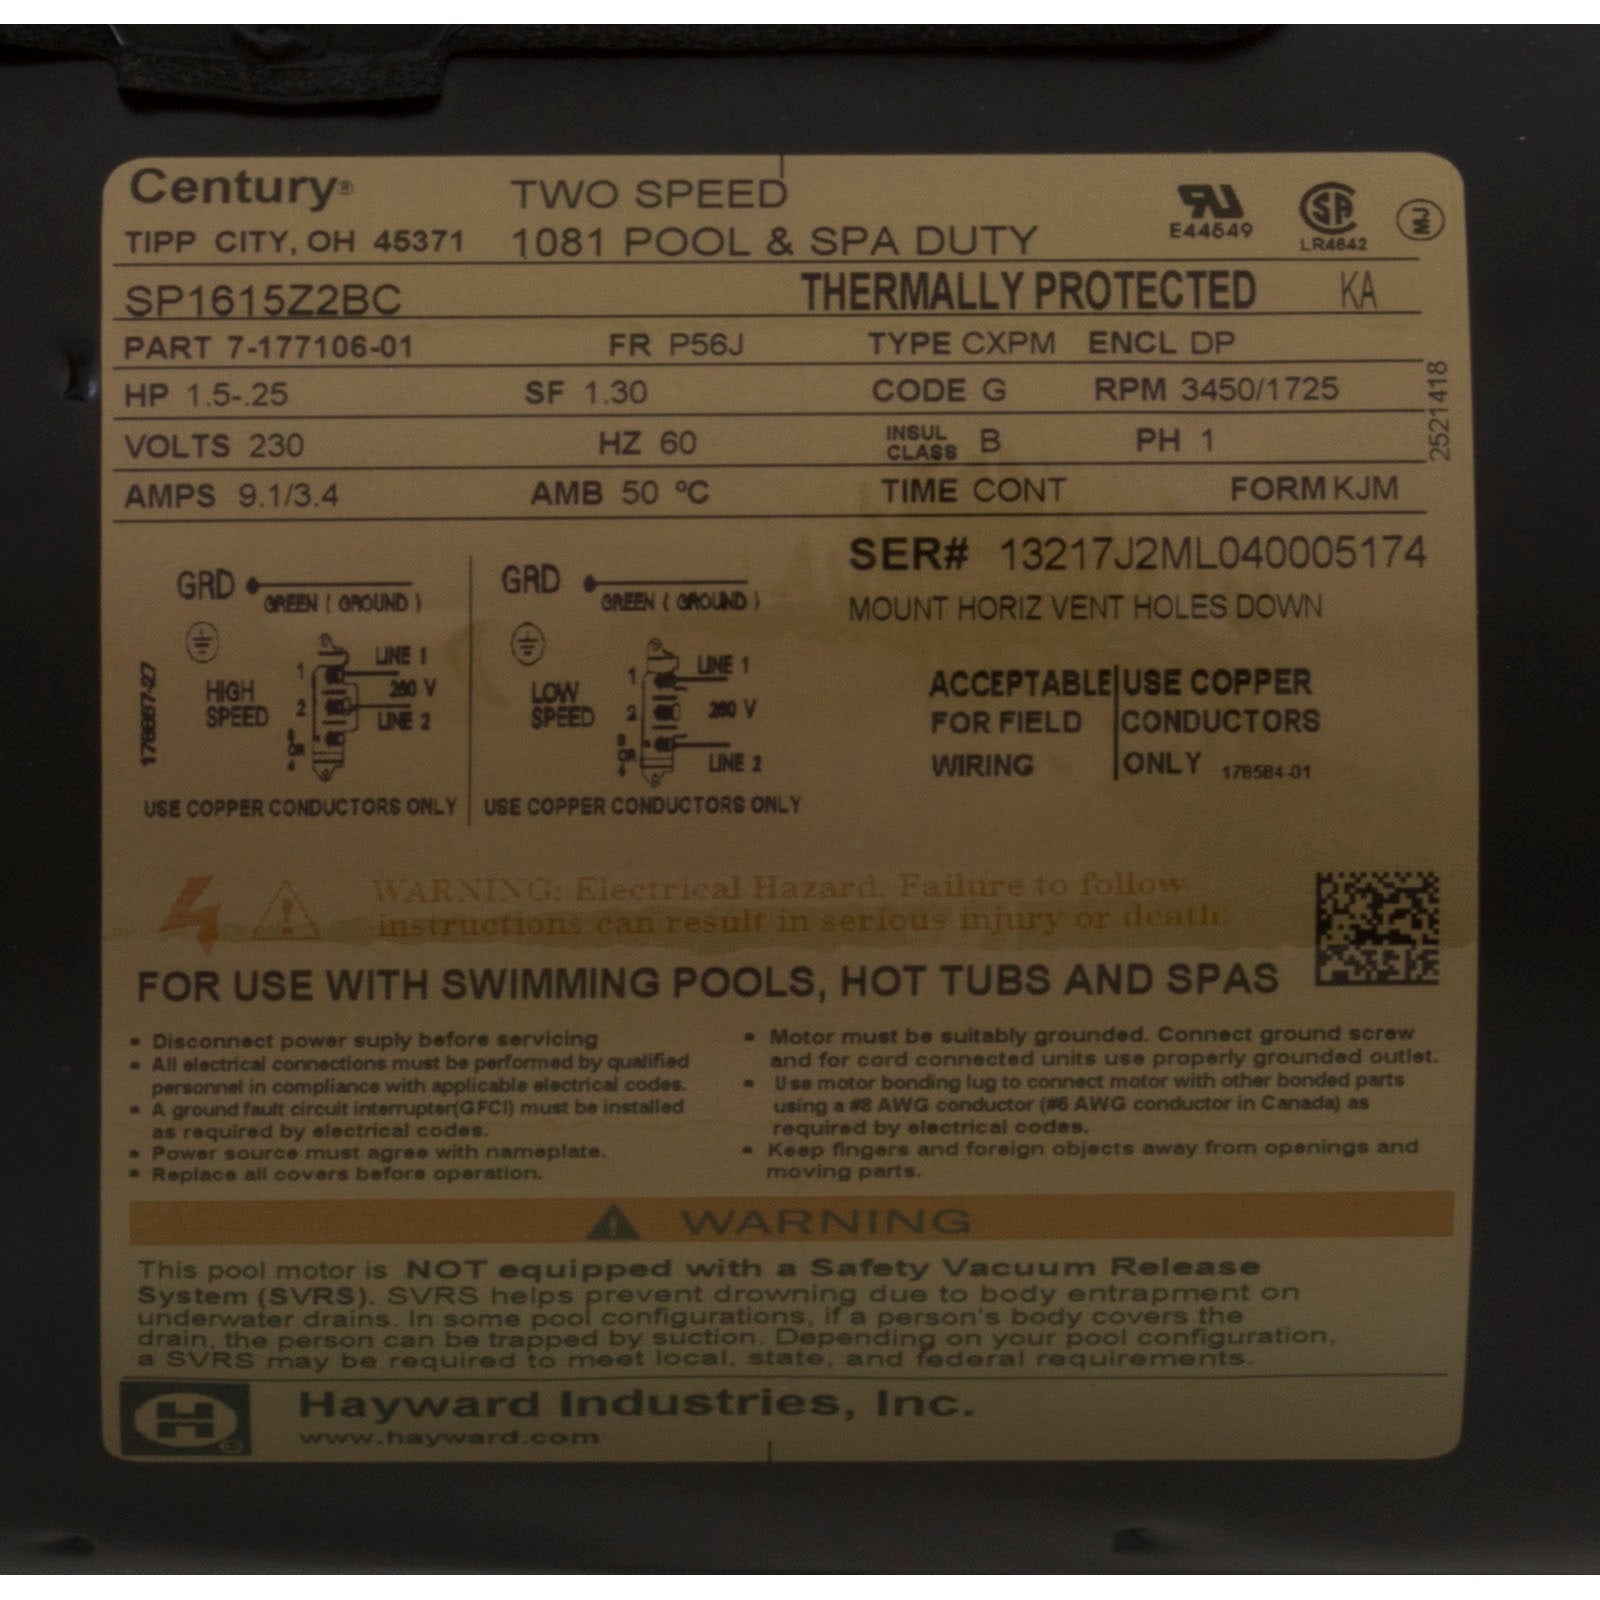 Century®
TWO SPEED
TIPP CITY, OH 45371
1081 POOL & SPA DUTY
E44649
LR4642
MJ
SP1615Z2BC
THERMALLY PROTECTED KA
PART 7-177106-01 FR P56J TYPE CXPM ENCL DP
HP 1.5-.25 SF 1.30 CODE G RPM 3450/1725
VOLTS 230 HZ 60 INSUL CLASS B PH 1
AMPS 9.1/3.4 AMB 50 ºC TIME CONT FORM KJM
2521418
SER# 13217J2ML040005174
MOUNT HORIZ VENT HOLES DOWN
GRD
GREEN ( GROUND )
HIGH
SPEED
1
2
OR
LINE 1
LINE 2
USE COPPER CONDUCTORS ONLY
GRD
GREEN ( GROUND )
LOW
SPEED
1
2
OR
LINE 1
LINE 2
USE COPPER CONDUCTORS ONLY
ACCEPTABLE
FOR FIELD
WIRING
USE COPPER
CONDUCTORS
ONLY
WARNING: Electrical Hazard. Failure to follow
instructions can result in serious injury or death.
FOR USE WITH SWIMMING POOLS, HOT TUBS AND SPAS
▪ Disconnect power suply before servicing
▪ All electrical connections must be performed by qualified
personnel in compliance with applicable electrical codes.
▪ A ground fault circuit interrupter(GFCI) must be installed
as required by electrical codes.
▪ Power source must agree with nameplate.
▪ Replace all covers before operation.
▪ Motor must be suitably grounded. Connect ground screw
and for cord connected units use properly grounded outlet.
▪ Use motor bonding lug to connect motor with other bonded parts
using a #8 AWG conductor (#6 AWG conductor in Canada) as
required by electrical codes.
▪ Keep fingers and foreign objects away from openings and
moving parts.
WARNING
This pool motor is NOT equipped with a Safety Vacuum Release
System (SVRS). SVRS helps prevent drowning due to body entrapment on
underwater drains. In some pool configurations, if a person's body covers the
drain, the person can be trapped by suction. Depending on your pool configuration,
a SVRS may be required to meet local, state, and federal requirements.
H
Hayward Industries, Inc.
www.hayward.com